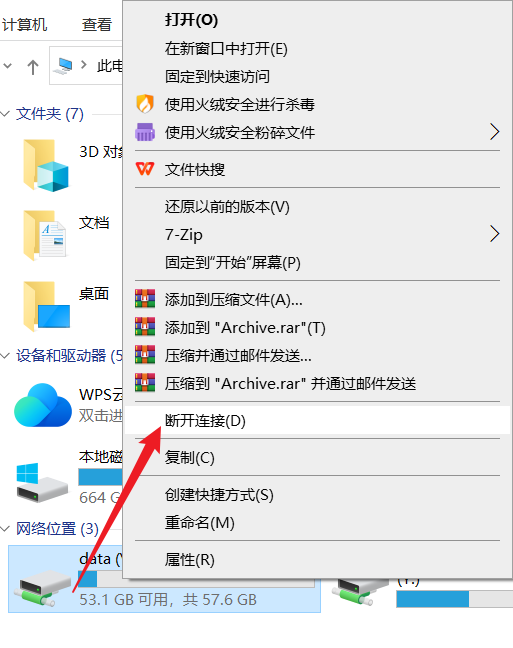 计算机
查看
此电
文件夹 (7)
3D 对象
文档
桌面
设备和驱动器 (5
WPS云
双击进
本地磁
664 G
网络位置 (3)
data (
53.1 GB 可用，共 57.6 GB
打开(O)
在新窗口中打开(E)
固定到快速访问
使用火绒安全进行杀毒
使用火绒安全粉碎文件
文件快搜
还原以前的版本(V)
7-Zip
固定到“开始”屏幕(P)
添加到压缩文件(A)...
添加到 "Archive.rar"(T)
压缩并通过邮件发送...
压缩到 "Archive.rar" 并通过邮件发送
断开连接(D)
复制(C)
创建快捷方式(S)
重命名(M)
属性(R)